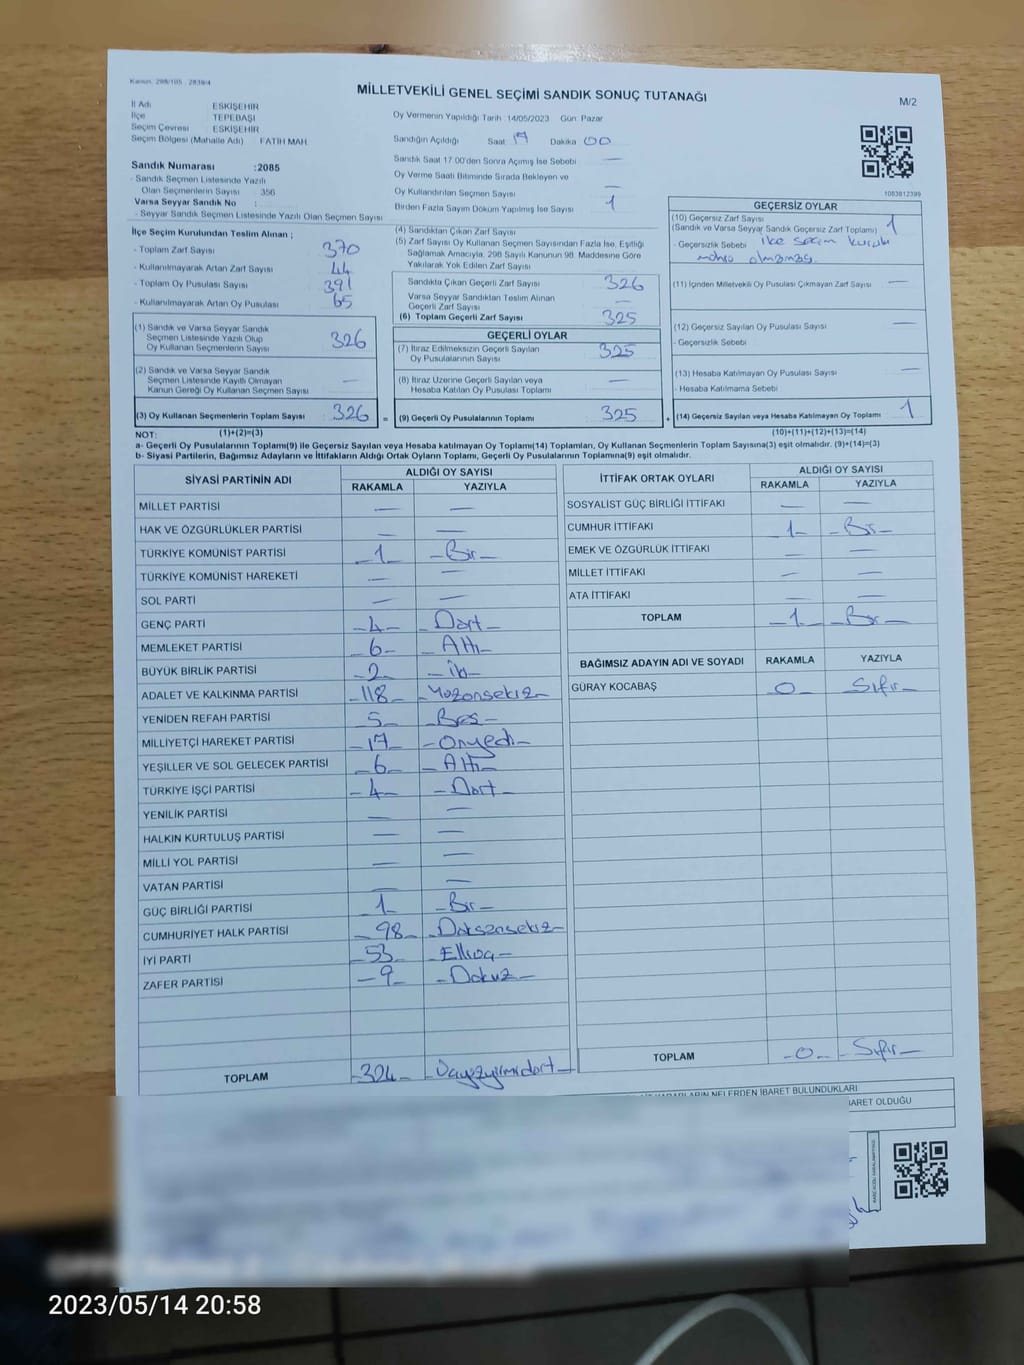 Kanun: 298/105 , 2839/4
MİLLETVEKİLİ GENEL SEÇİMİ SANDIK SONUÇ TUTANAĞI
M/2
İl Adı ESKİŞEHİR
İlçe TEPEBAŞI
Seçim Çevresi ESKİŞEHİR
Seçim Bölgesi (Mahalle Adı) FATİH MAH.
Oy Vermenin Yapıldığı Tarih :14/05/2023 Gün: Pazar
Sandığın Açıldığı Saat 17 Dakika 00
Sandık Saat 17.00'den Sonra Açılmış İse Sebebi —
Oy Verme Saati Bitiminde Sırada Bekleyen ve
Oy Kullandırılan Seçmen Sayısı —
Birden Fazla Sayım Döküm Yapılmış İse Sayısı 1
1083812399
Sandık Numarası :2085
- Sandık Seçmen Listesinde Yazılı
Olan Seçmenlerin Sayısı 356
Varsa Seyyar Sandık No :
- Seyyar Sandık Seçmen Listesinde Yazılı Olan Seçmen Sayısı
İlçe Seçim Kurulundan Teslim Alınan ;
- Toplam Zarf Sayısı 370
- Kullanılmayarak Artan Zarf Sayısı 44
- Toplam Oy Pusulası Sayısı 391
- Kullanılmayarak Artan Oy Pusulası 65
(1) Sandık ve Varsa Seyyar Sandık
Seçmen Listesinde Yazılı Olup
Oy Kullanan Seçmenlerin Sayısı 326
(2) Sandık ve Varsa Seyyar Sandık
Seçmen Listesinde Kayıtlı Olmayan
Kanun Gereği Oy Kullanan Seçmen Sayısı —
(3) Oy Kullanan Seçmenlerin Toplam Sayısı 326 =
(4) Sandıktan Çıkan Zarf Sayısı
(5) Zarf Sayısı Oy Kullanan Seçmen Sayısından Fazla İse, Eşitliği
Sağlamak Amacıyla, 298 Sayılı Kanunun 98. Maddesine Göre
Yakılarak Yok Edilen Zarf Sayısı
Sandıkta Çıkan Geçerli Zarf Sayısı 326
Varsa Seyyar Sandıktan Teslim Alınan
Geçerli Zarf Sayısı —
(6) Toplam Geçerli Zarf Sayısı 325
GEÇERLİ OYLAR
(7) İtiraz Edilmeksizin Geçerli Sayılan
Oy Pusulalarının Sayısı 325
(8) İtiraz Üzerine Geçerli Sayılan veya
Hesaba Katılan Oy Pusulası Toplamı —
(9) Geçerli Oy Pusulalarının Toplamı 325 +
GEÇERSİZ OYLAR
(10) Geçersiz Zarf Sayısı
(Sandık ve Varsa Seyyar Sandık Geçersiz Zarf Toplamı) 1
- Geçersizlik Sebebi ilçe seçim kurulu
mührü olmaması.
(11) İçinden Milletvekili Oy Pusulası Çıkmayan Zarf Sayısı —
(12) Geçersiz Sayılan Oy Pusulası Sayısı —
- Geçersizlik Sebebi
(13) Hesaba Katılmayan Oy Pusulası Sayısı —
- Hesaba Katılmama Sebebi
(14) Geçersiz Sayılan veya Hesaba Katılmayan Oy Toplamı 1
NOT: (1)+(2)=(3) (10)+(11)+(12)+(13)=(14)
a- Geçerli Oy Pusulalarının Toplamı(9) ile Geçersiz Sayılan veya Hesaba katılmayan Oy Toplamı(14) Toplamları, Oy Kullanan Seçmenlerin Toplam Sayısına(3) eşit olmalıdır. (9)+(14)=(3)
b- Siyasi Partilerin, Bağımsız Adayların ve İttifakların Aldığı Ortak Oyların Toplamı, Geçerli Oy Pusulalarının Toplamına(9) eşit olmalıdır.
SİYASİ PARTİNİN ADI ALDIĞI OY SAYISI
RAKAMLA YAZIYLA
MİLLET PARTİSİ — —
HAK VE ÖZGÜRLÜKLER PARTİSİ — —
TÜRKİYE KOMÜNİST PARTİSİ 1 Bir
TÜRKİYE KOMÜNİST HAREKETİ — —
SOL PARTİ — —
GENÇ PARTİ 4 Dört
MEMLEKET PARTİSİ 6 Altı
BÜYÜK BİRLİK PARTİSİ 2 iki
ADALET VE KALKINMA PARTİSİ 118 Yüzonsekiz
YENİDEN REFAH PARTİSİ 5 Beş
MİLLİYETÇİ HAREKET PARTİSİ 17 Onyedi
YEŞİLLER VE SOL GELECEK PARTİSİ 6 Altı
TÜRKİYE İŞÇİ PARTİSİ 4 Dört
YENİLİK PARTİSİ — —
HALKIN KURTULUŞ PARTİSİ — —
MİLLİ YOL PARTİSİ — —
VATAN PARTİSİ — —
GÜÇ BİRLİĞİ PARTİSİ 1 Bir
CUMHURİYET HALK PARTİSİ 98 Doksansekiz
İYİ PARTİ 53 Elliüç
ZAFER PARTİSİ 9 Dokuz
TOPLAM 324 Üçyüzyirmidört
İTTİFAK ORTAK OYLARI ALDIĞI OY SAYISI
RAKAMLA YAZIYLA
SOSYALİST GÜÇ BİRLİĞİ İTTİFAKI — —
CUMHUR İTTİFAKI 1 Bir
EMEK VE ÖZGÜRLÜK İTTİFAKI — —
MİLLET İTTİFAKI — —
ATA İTTİFAKI — —
TOPLAM 1 Bir
BAĞIMSIZ ADAYIN ADI VE SOYADI RAKAMLA YAZIYLA
GÜRAY KOCABAŞ 0 Sıfır
TOPLAM 0 Sıfır
NELERDEN İBARET BULUNDUKLARI
İBARET OLDUĞU
2023/05/14 20:58